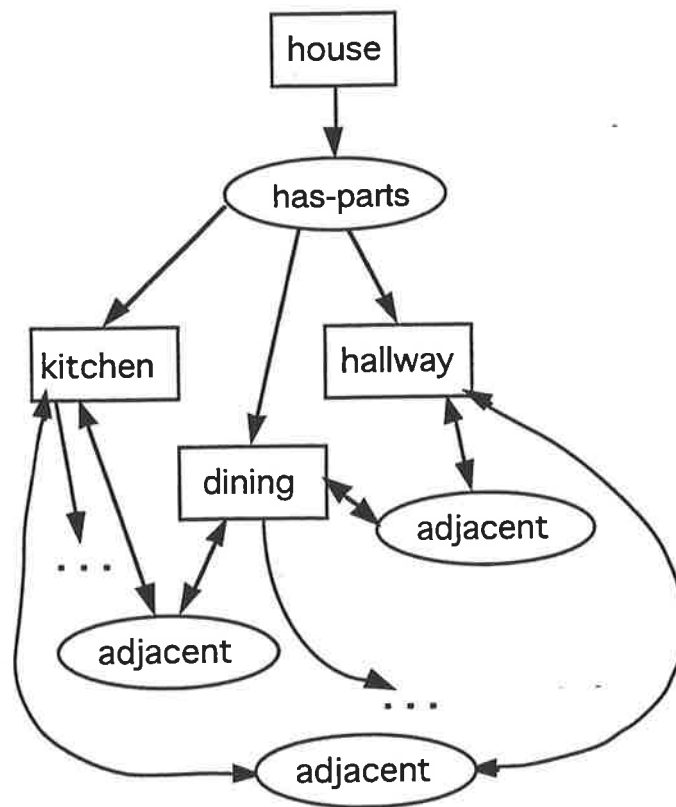 house
has-parts
kitchen
hallway
dining
adjacent
. . .
adjacent
. . .
adjacent